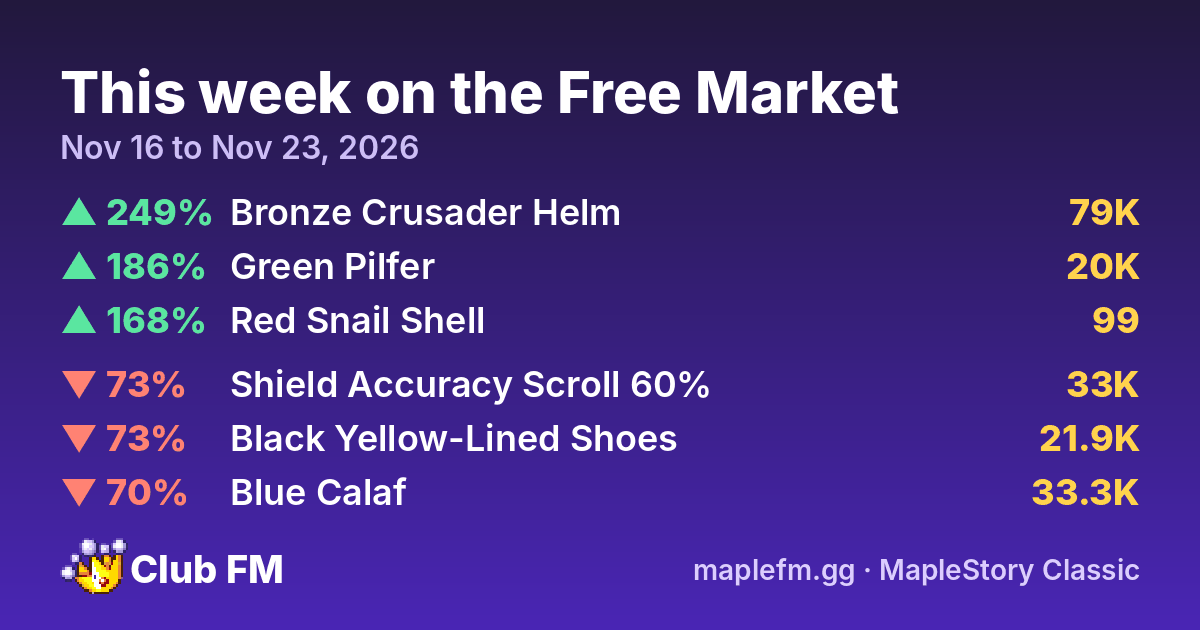 This week on the Free Market
Nov 16 to Nov 23, 2026
▲ 249% Bronze Crusader Helm 79K
▲ 186% Green Pilfer 20K
▲ 168% Red Snail Shell 99
▼ 73% Shield Accuracy Scroll 60% 33K
▼ 73% Black Yellow-Lined Shoes 21.9K
▼ 70% Blue Calaf 33.3K
Club FM
maplefm.gg · MapleStory Classic